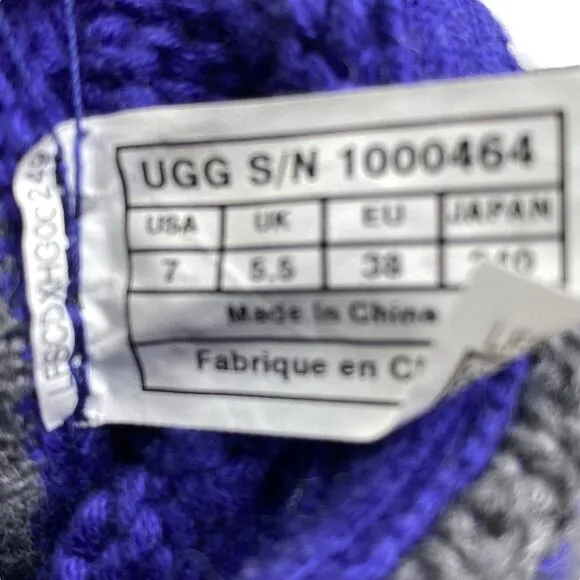 UGG S/N 1000464
USA UK EU JAPAN
7 5.5 38
Made in China
Fabrique en